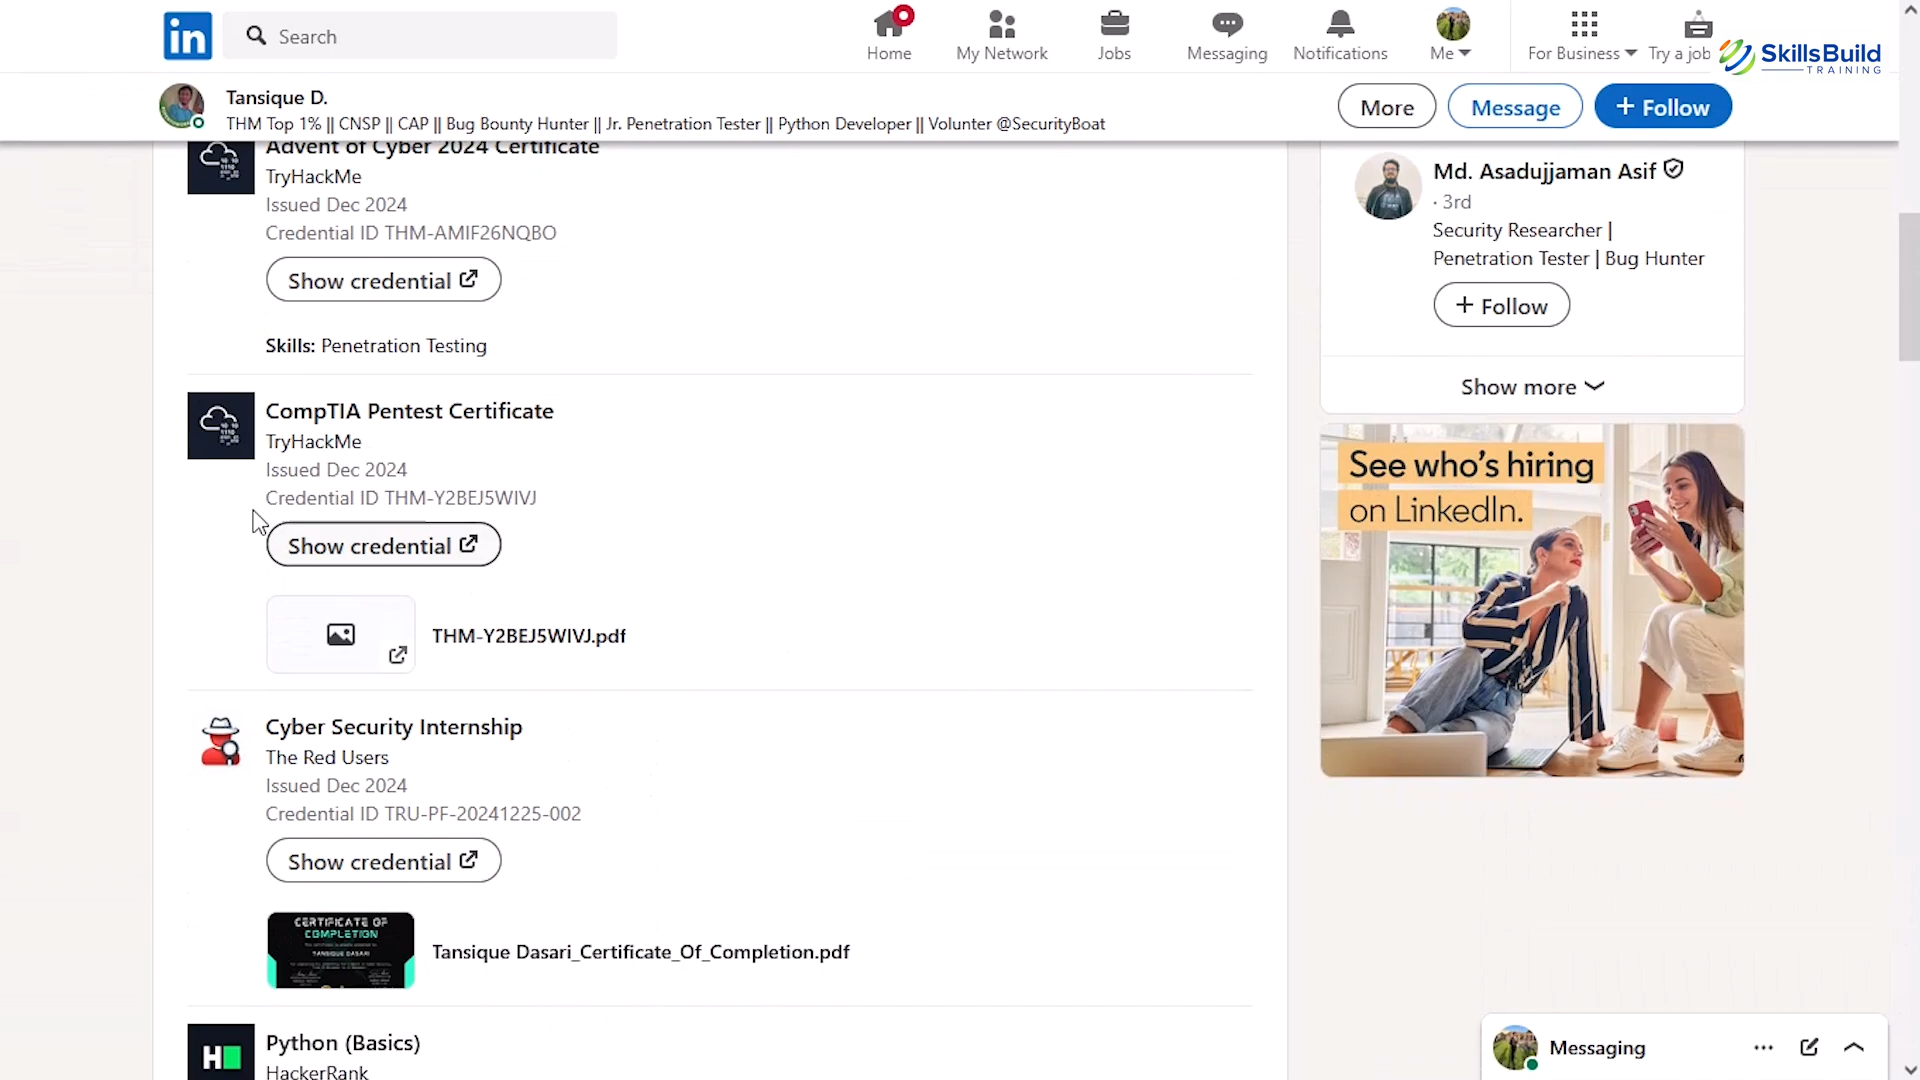 in
Search
Home
My Network
Jobs
Messaging
Notifications
Me
For Business
Try a job
SkillsBuild
TRAINING
Tansique D.
THM Top 1% || CNSP || CAP || Bug Bounty Hunter || Jr. Penetration Tester || Python Developer || Volunter @SecurityBoat
More
Message
+ Follow
Advent of Cyber 2024 Certificate
TryHackMe
Issued Dec 2024
Credential ID THM-AMIF26NQBO
Show credential
Skills: Penetration Testing
CompTIA Pentest Certificate
TryHackMe
Issued Dec 2024
Credential ID THM-Y2BEJ5WIVJ
Show credential
THM-Y2BEJ5WIVJ.pdf
Cyber Security Internship
The Red Users
Issued Dec 2024
Credential ID TRU-PF-20241225-002
Show credential
CERTIFICATE OF
COMPLETION
TANSIQUE DASARI
Tansique Dasari_Certificate_Of_Completion.pdf
H
Python (Basics)
HackerRank
Md. Asadujjaman Asif
· 3rd
Security Researcher |
Penetration Tester | Bug Hunter
+ Follow
Show more
See who's hiring
on LinkedIn.
Messaging